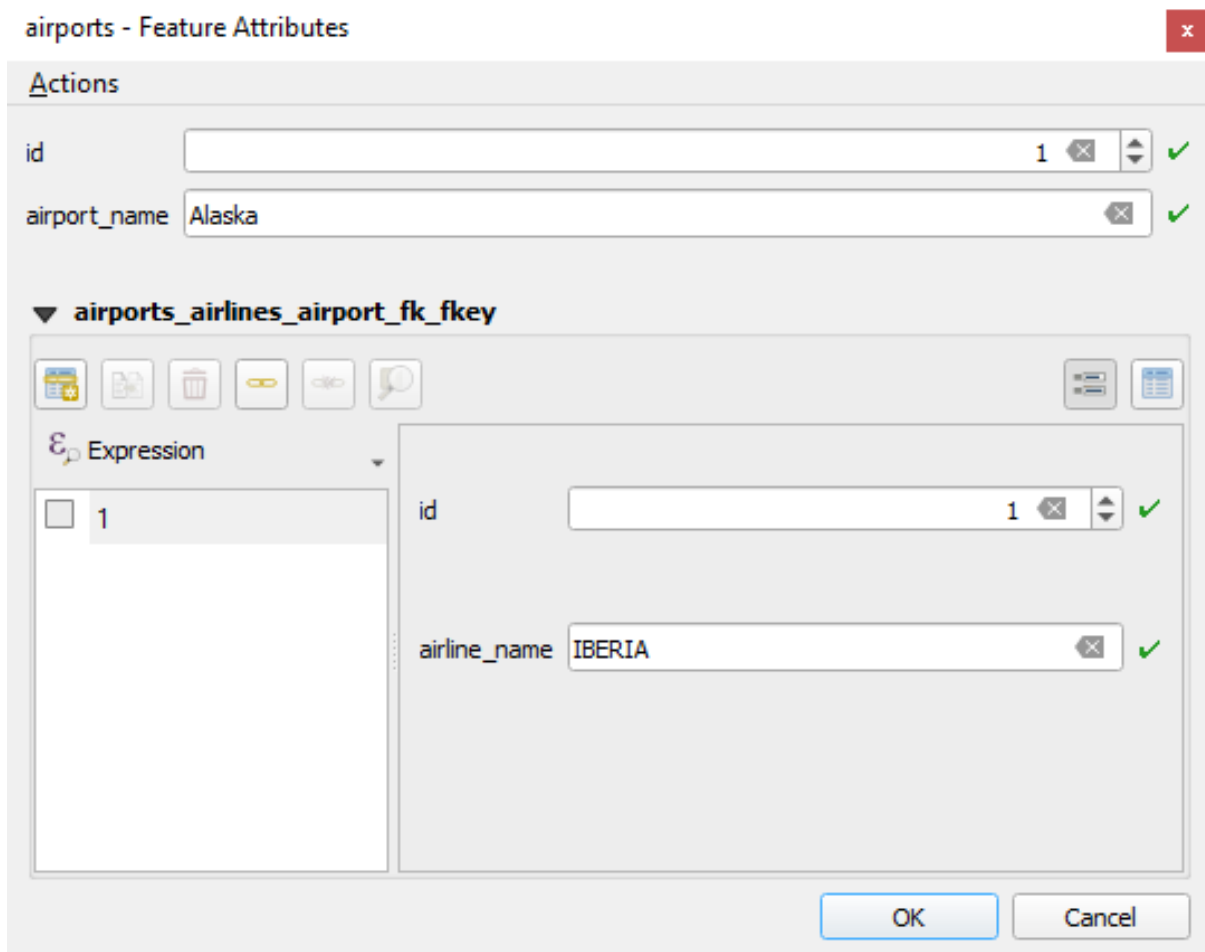 airports - Feature Attributes
x
Actions
id 1
airport_name Alaska
airports_airlines_airport_fk_fkey
ε Expression
1
id 1
airline_name IBERIA
OK Cancel